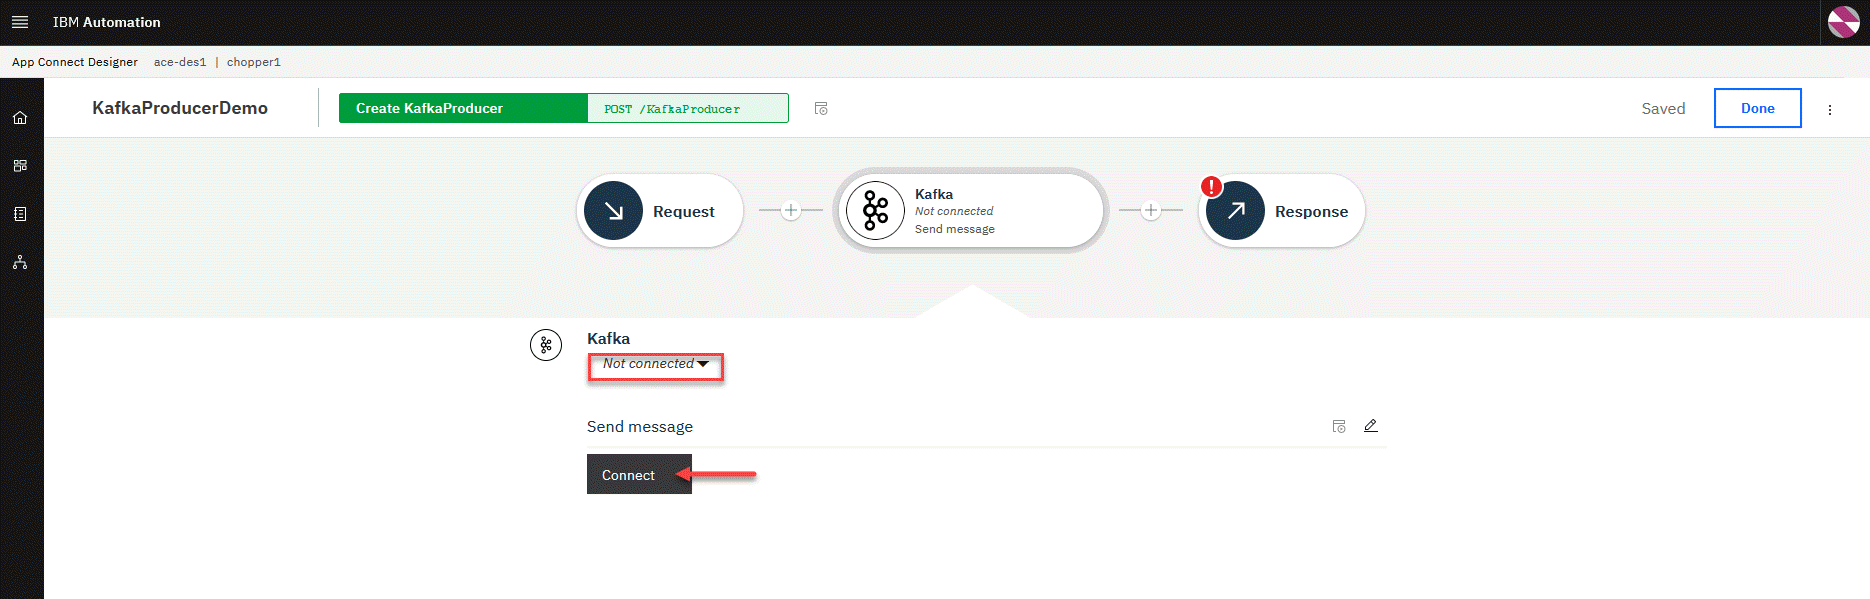 IBM Automation
App Connect Designer ace-des1 | chopper1
KafkaProducerDemo
Create KafkaProducer POST /KafkaProducer
Saved
Done
Request
Kafka
Not connected
Send message
!
Response
Kafka
Not connected
Send message
Connect